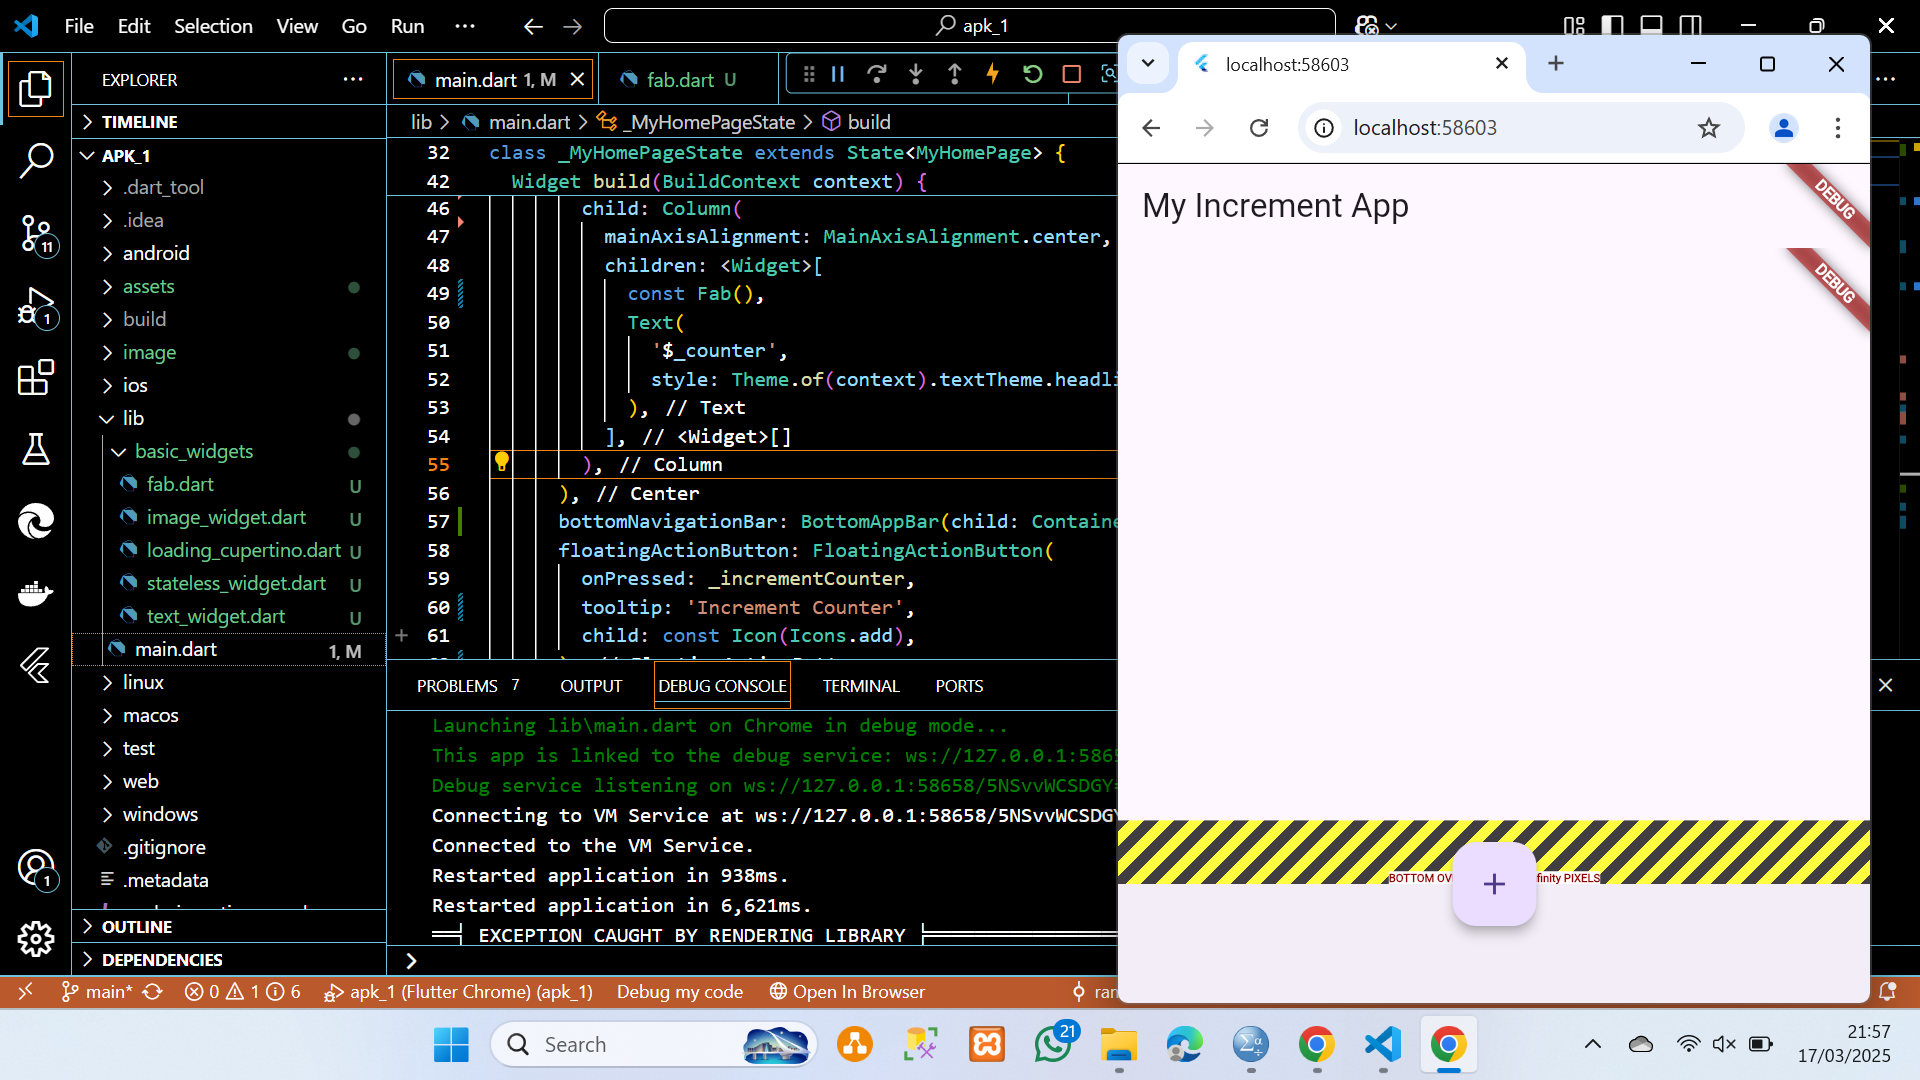 File Edit Selection View Go Run ···
apk_1
EXPLORER
TIMELINE
APK_1
.dart_tool
.idea
android
assets
build
image
ios
lib
basic_widgets
fab.dart U
image_widget.dart U
loading_cupertino.dart U
stateless_widget.dart U
text_widget.dart U
main.dart 1, M
linux
macos
test
web
windows
.gitignore
.metadata
OUTLINE
DEPENDENCIES
11
1
1
main.dart 1, M
fab.dart U
lib > main.dart > _MyHomePageState > build
32 class _MyHomePageState extends State<MyHomePage> {
42 Widget build(BuildContext context) {
46 child: Column(
47 mainAxisAlignment: MainAxisAlignment.center,
48 children: <Widget>[
49 const Fab(),
50 Text(
51 '$_counter',
52 style: Theme.of(context).textTheme.headli
53 ), // Text
54 ], // <Widget>[]
55 ), // Column
56 ), // Center
57 bottomNavigationBar: BottomAppBar(child: Containe
58 floatingActionButton: FloatingActionButton(
59 onPressed: _incrementCounter,
60 tooltip: 'Increment Counter',
61 child: const Icon(Icons.add),
PROBLEMS 7 OUTPUT DEBUG CONSOLE TERMINAL PORTS
Launching lib\main.dart on Chrome in debug mode...
This app is linked to the debug service: ws://127.0.0.1:5865
Debug service listening on ws://127.0.0.1:58658/5NSvvWCSDGY=
Connecting to VM Service at ws://127.0.0.1:58658/5NSvvWCSDGY
Connected to the VM Service.
Restarted application in 938ms.
Restarted application in 6,621ms.
══╡ EXCEPTION CAUGHT BY RENDERING LIBRARY ╞══════════
>
main* 0 1 6 apk_1 (Flutter Chrome) (apk_1) Debug my code Open In Browser ran
localhost:58603
localhost:58603
My Increment App
DEBUG
DEBUG
BOTTOM OV
finity PIXELS
Search
21
21:57
17/03/2025